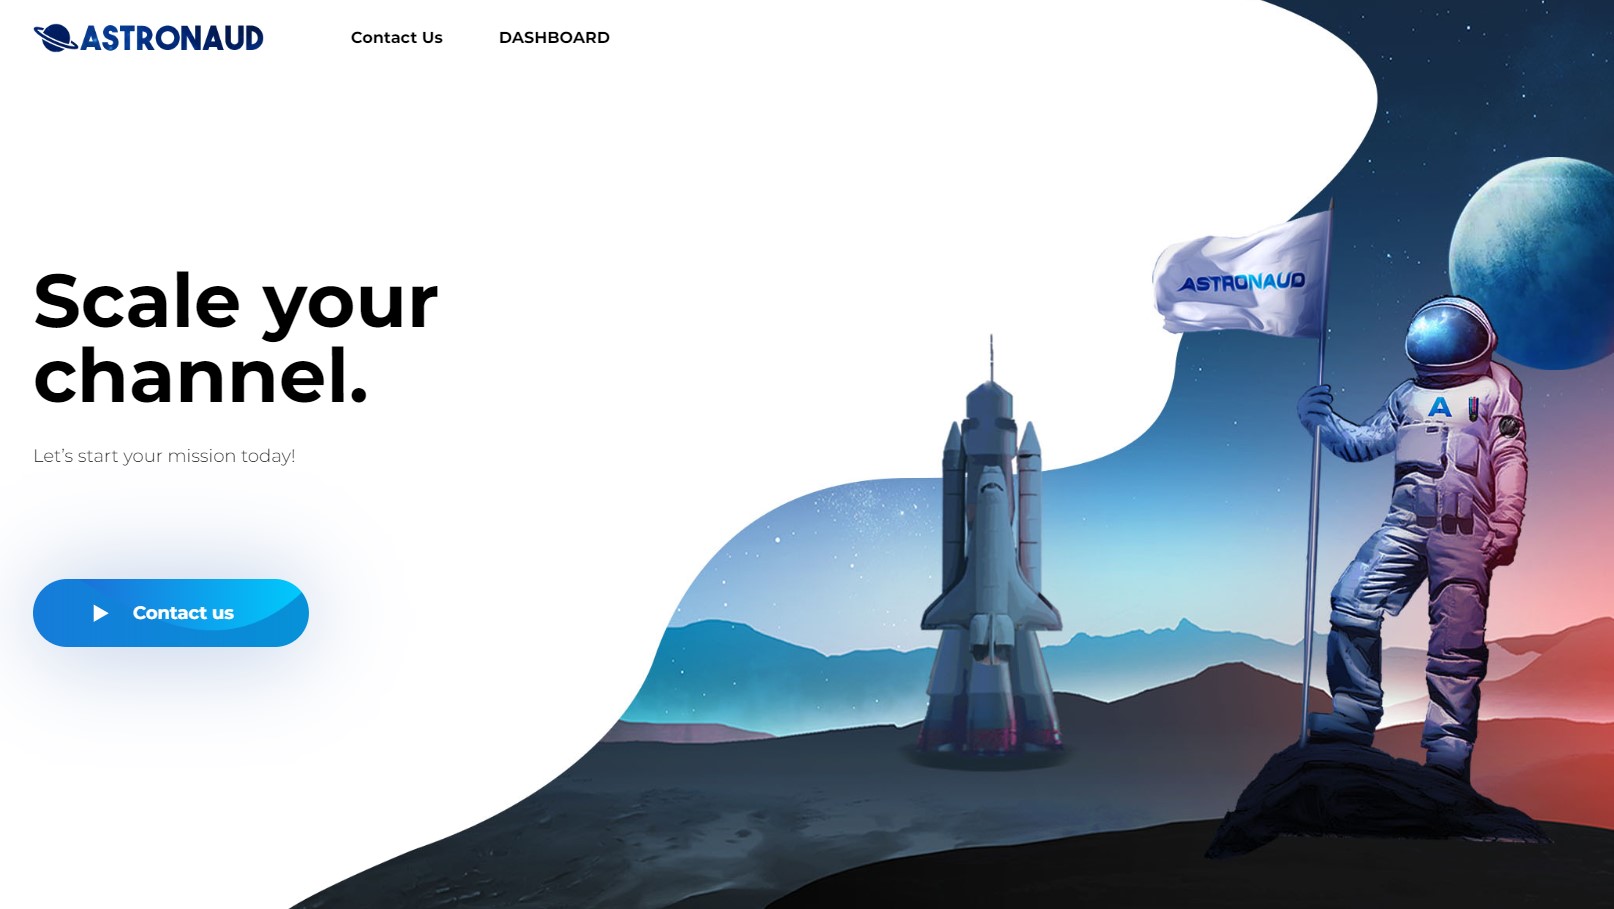 ASTRONAUD
Contact Us
DASHBOARD
ASTRONAUD
Scale your
channel.
A
Let's start your mission today!
Contact us